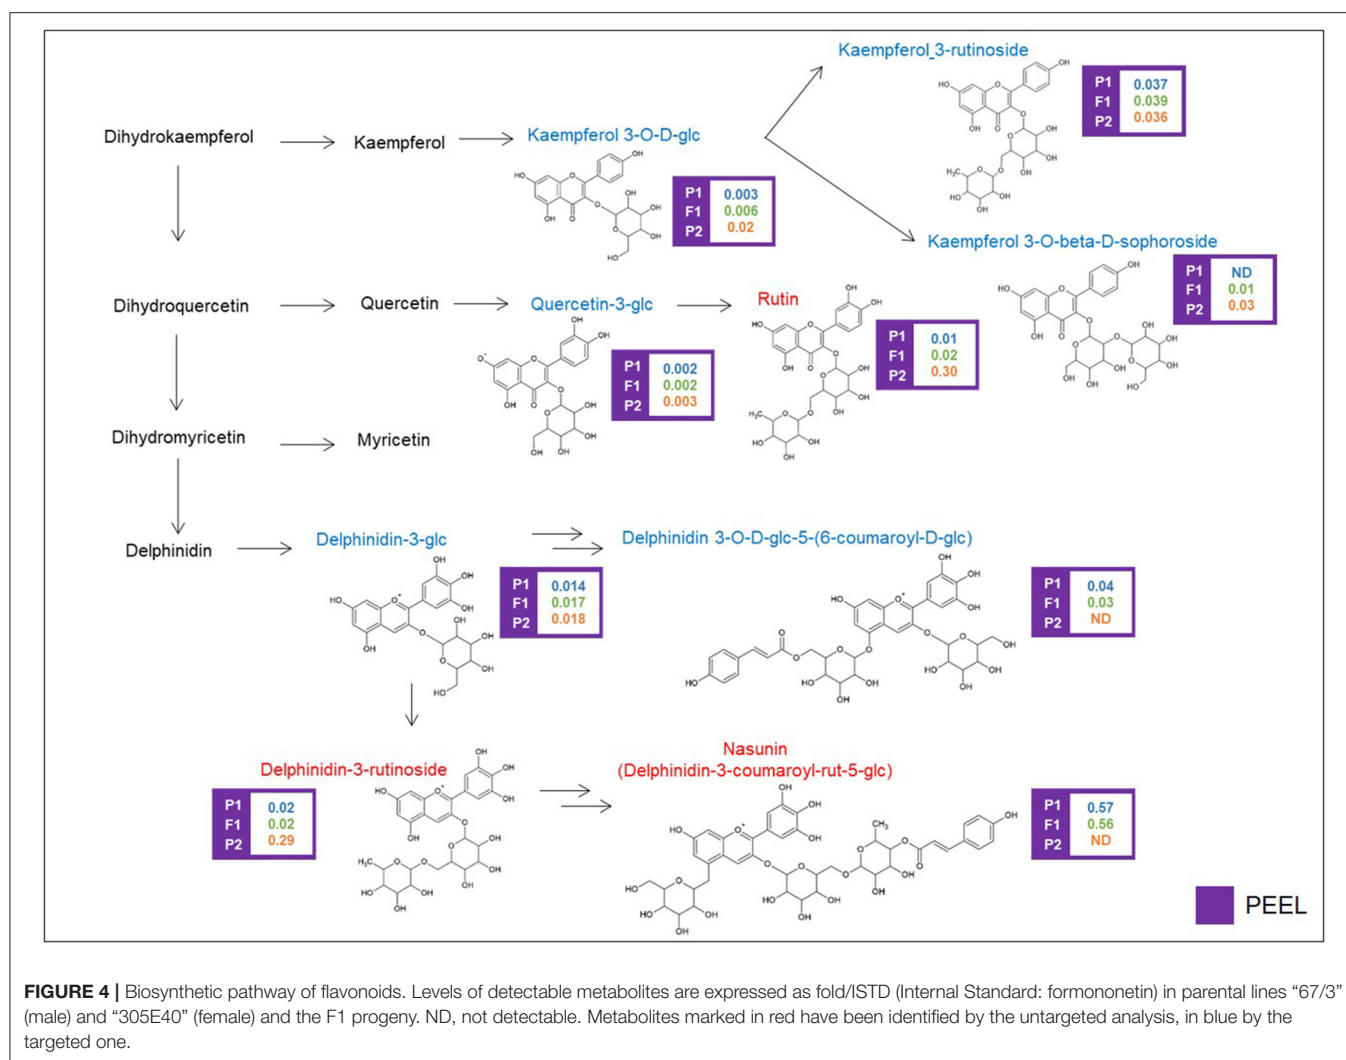 Kaempferol_3-rutinoside
P1 0.037
F1 0.039
P2 0.036
Dihydrokaempferol
Kaempferol
Kaempferol 3-O-D-glc
P1 0.003
F1 0.006
P2 0.02
Kaempferol 3-O-beta-D-sophoroside
P1 ND
F1 0.01
P2 0.03
Dihydroquercetin
Quercetin
Quercetin-3-glc
P1 0.002
F1 0.002
P2 0.003
Rutin
P1 0.01
F1 0.02
P2 0.30
Dihydromyricetin
Myricetin
Delphinidin
Delphinidin-3-glc
P1 0.014
F1 0.017
P2 0.018
Delphinidin 3-O-D-glc-5-(6-coumaroyl-D-glc)
P1 0.04
F1 0.03
P2 ND
Delphinidin-3-rutinoside
P1 0.02
F1 0.02
P2 0.29
Nasunin
(Delphinidin-3-coumaroyl-rut-5-glc)
P1 0.57
F1 0.56
P2 ND
PEEL
FIGURE 4 | Biosynthetic pathway of flavonoids. Levels of detectable metabolites are expressed as fold/ISTD (Internal Standard: formononetin) in parental lines “67/3”
(male) and “305E40” (female) and the F1 progeny. ND, not detectable. Metabolites marked in red have been identified by the untargeted analysis, in blue by the
targeted one.